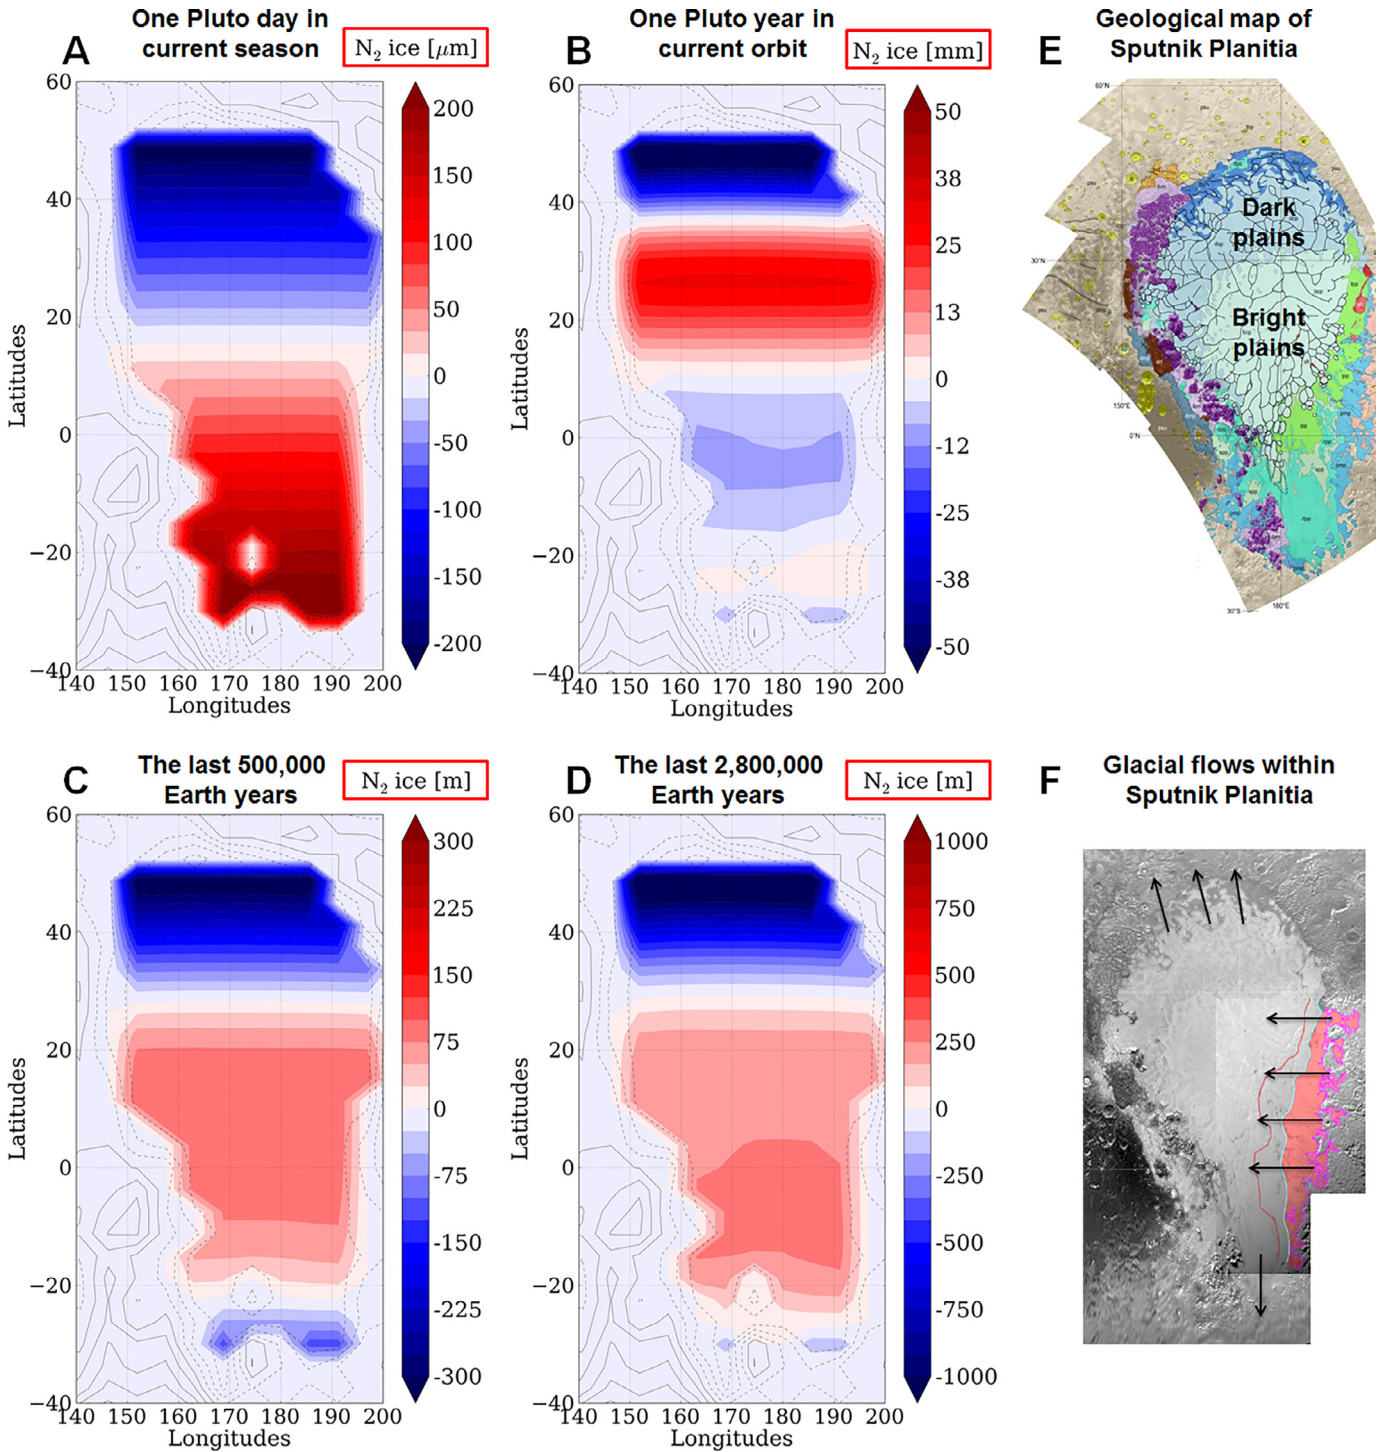 One Pluto day in
current season
A
N₂ ice [μm]
60
40
20
0
−20
−40
Latitudes
140 150 160 170 180 190 200
Longitudes
200
150
100
50
0
-50
-100
-150
-200
One Pluto year in
current orbit
B
N₂ ice [mm]
60
40
20
0
−20
−40
Latitudes
140 150 160 170 180 190 200
Longitudes
50
38
25
13
0
-12
-25
-38
-50
Geological map of
Sputnik Planitia
E
60°N
30°N
0°N
30°S
150°E
180°E
Dark
plains
Bright
plains
The last 500,000
Earth years
C
N₂ ice [m]
60
40
20
0
−20
−40
Latitudes
140 150 160 170 180 190 200
Longitudes
300
225
150
75
0
-75
-150
-225
-300
The last 2,800,000
Earth years
D
N₂ ice [m]
60
40
20
0
−20
−40
Latitudes
140 150 160 170 180 190 200
Longitudes
1000
750
500
250
0
-250
-500
-750
-1000
Glacial flows within
Sputnik Planitia
F